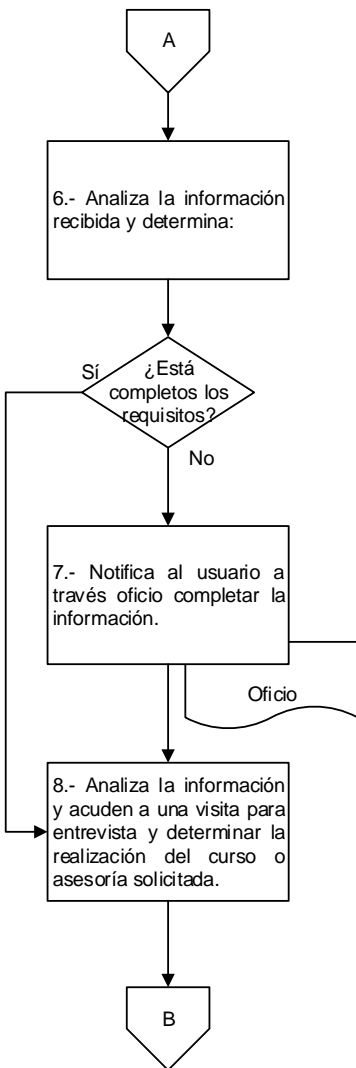 A
6.- Analiza la información
recibida y determina:
Sí
¿Está
completos los
requisitos?
No
7.- Notifica al usuario a
través oficio completar la
información.
Oficio
8.- Analiza la información
y acuden a una visita para
entrevista y determinar la
realización del curso o
asesoría solicitada.
B